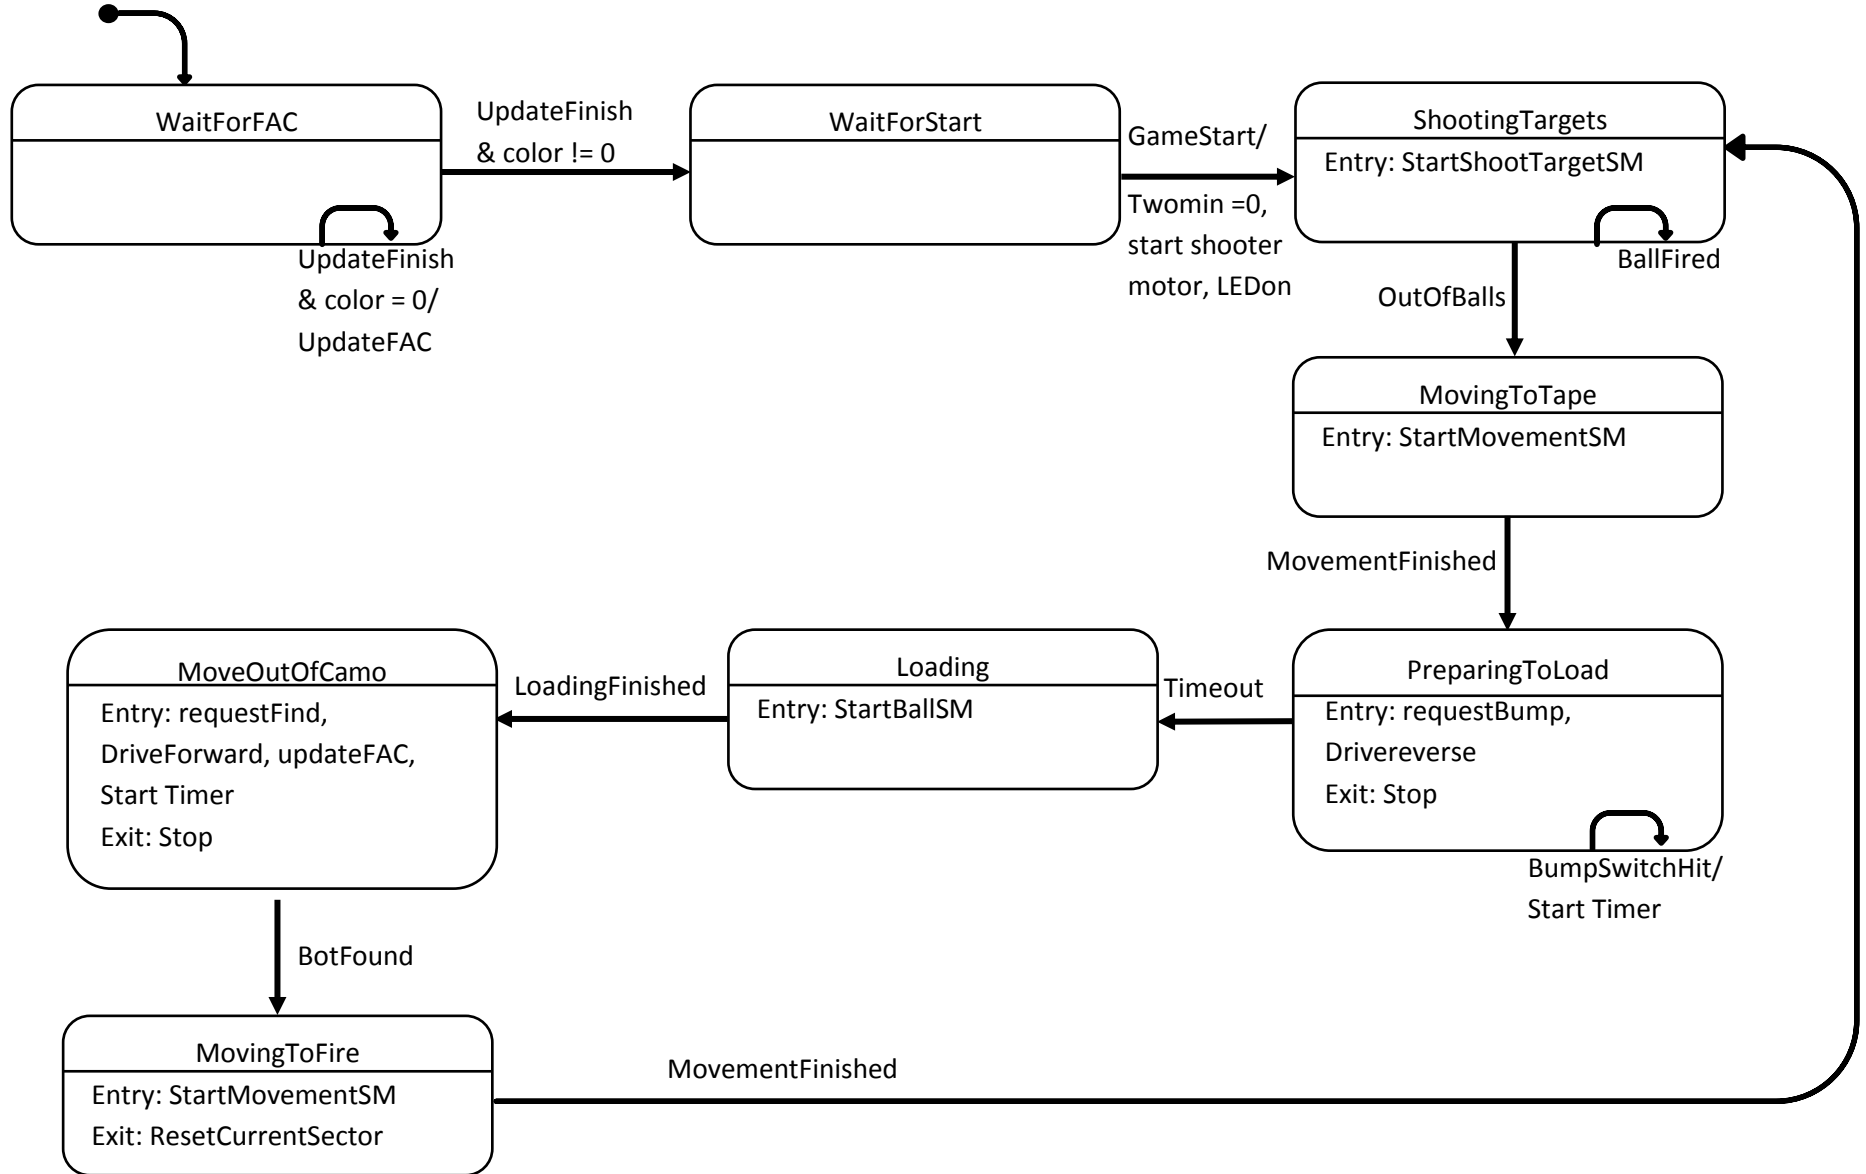 WaitForFAC
UpdateFinish
& color = 0/
UpdateFAC
UpdateFinish
& color != 0
WaitForStart
GameStart/
Twomin =0,
start shooter
motor, LEDon
ShootingTargets
Entry: StartShootTargetSM
BallFired
OutOfBalls
MovingToTape
Entry: StartMovementSM
MovementFinished
PreparingToLoad
Entry: requestBump,
Drivereverse
Exit: Stop
BumpSwitchHit/
Start Timer
Timeout
Loading
Entry: StartBallSM
LoadingFinished
MoveOutOfCamo
Entry: requestFind,
DriveForward, updateFAC,
Start Timer
Exit: Stop
BotFound
MovingToFire
Entry: StartMovementSM
Exit: ResetCurrentSector
MovementFinished